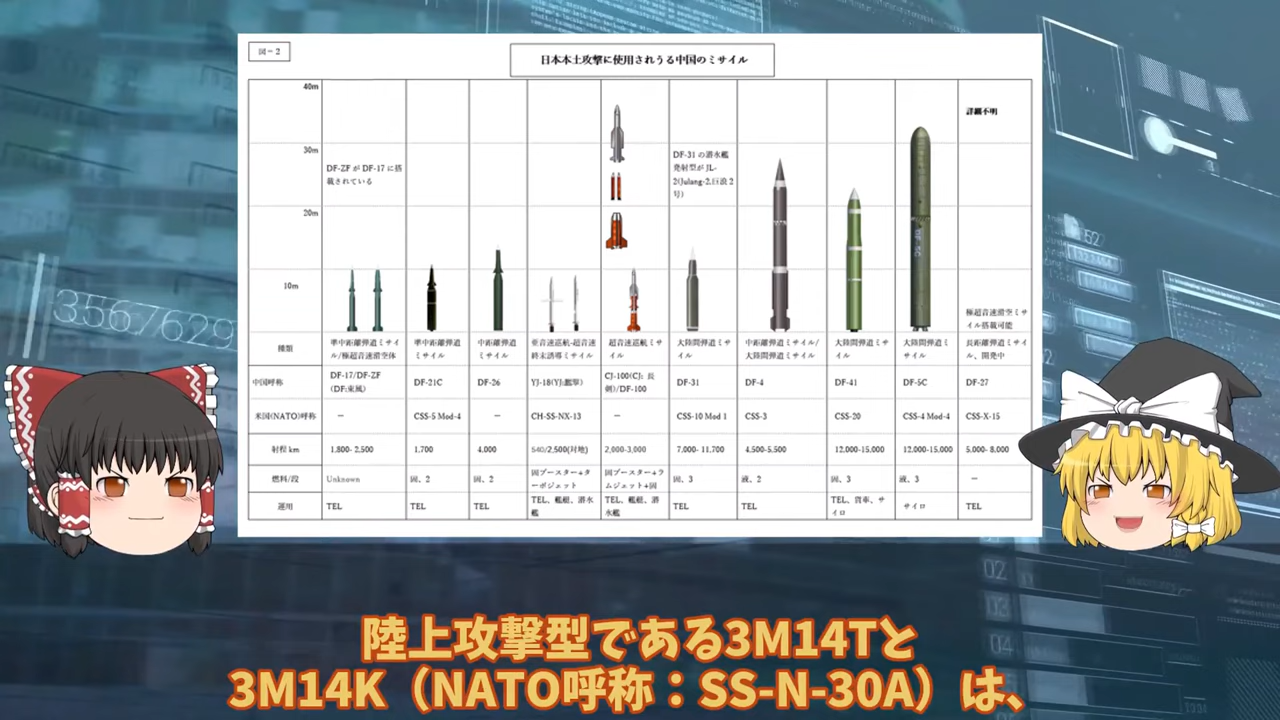 図-2
日本本土攻撃に使用されうる中国のミサイル
40m
30m
20m
10m
DF-ZF が DF-17 に搭
載されている
DF-31 の潜水艦
発射型が JL-
2(Julang-2,巨浪 2
号)
詳細不明
極超音速滑空ミサ
イル搭載可能
種類
準中距離弾道ミサイ
ル/極超音速滑空体
準中距離弾道
ミサイル
中距離弾道
ミサイル
亜音速巡航-超音速
終末誘導ミサイル
超音速巡航ミサ
イル
大陸間弾道ミサ
イル
中距離弾道ミサイル/
大陸間弾道ミサイル
大陸間弾道ミサ
イル
大陸間弾道ミ
サイル
長距離弾道ミサイ
ル、開発中
中国呼称
DF-17/DF-ZF
(DF:東風)
DF-21C
DF-26
YJ-18(YJ:鷹撃)
CJ-100(CJ: 長
剣)/DF-100
DF-31
DF-4
DF-41
DF-5C
DF-27
米国(NATO)呼称
－
CSS-5 Mod-4
－
CH-SS-NX-13
－
CSS-10 Mod 1
CSS-3
CSS-20
CSS-4 Mod-4
CSS-X-15
射程 km
1,800- 2,500
1,700
4,000
540/2,500(対地)
2,000-3,000
7,000- 11,700
4,500-5,500
12,000-15,000
12,000-15,000
5,000- 8,000
燃料/段
Unknown
固、2
固、2
固ブースター+タ
ーボジェット
固ブースター+ラ
ムジェット+固
固、3
液、2
固、3
液、3
－
運用
TEL
TEL
TEL
TEL、艦艇、潜水
艦
TEL、艦艇、潜
水艦
TEL
TEL
TEL、貨車、サ
イロ
サイロ
TEL
3567629
52
02
03
04
陸上攻撃型である3M14Tと
3M14K（NATO呼称：SS-N-30A）は、